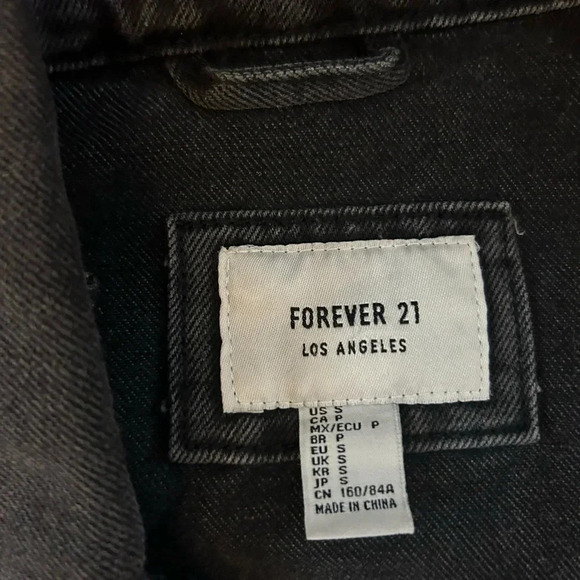 FOREVER 21
LOS ANGELES
US S
CA P
MX/ECU P
BR P
EU S
UK S
KR S
JP S
CN 160/84A
MADE IN CHINA